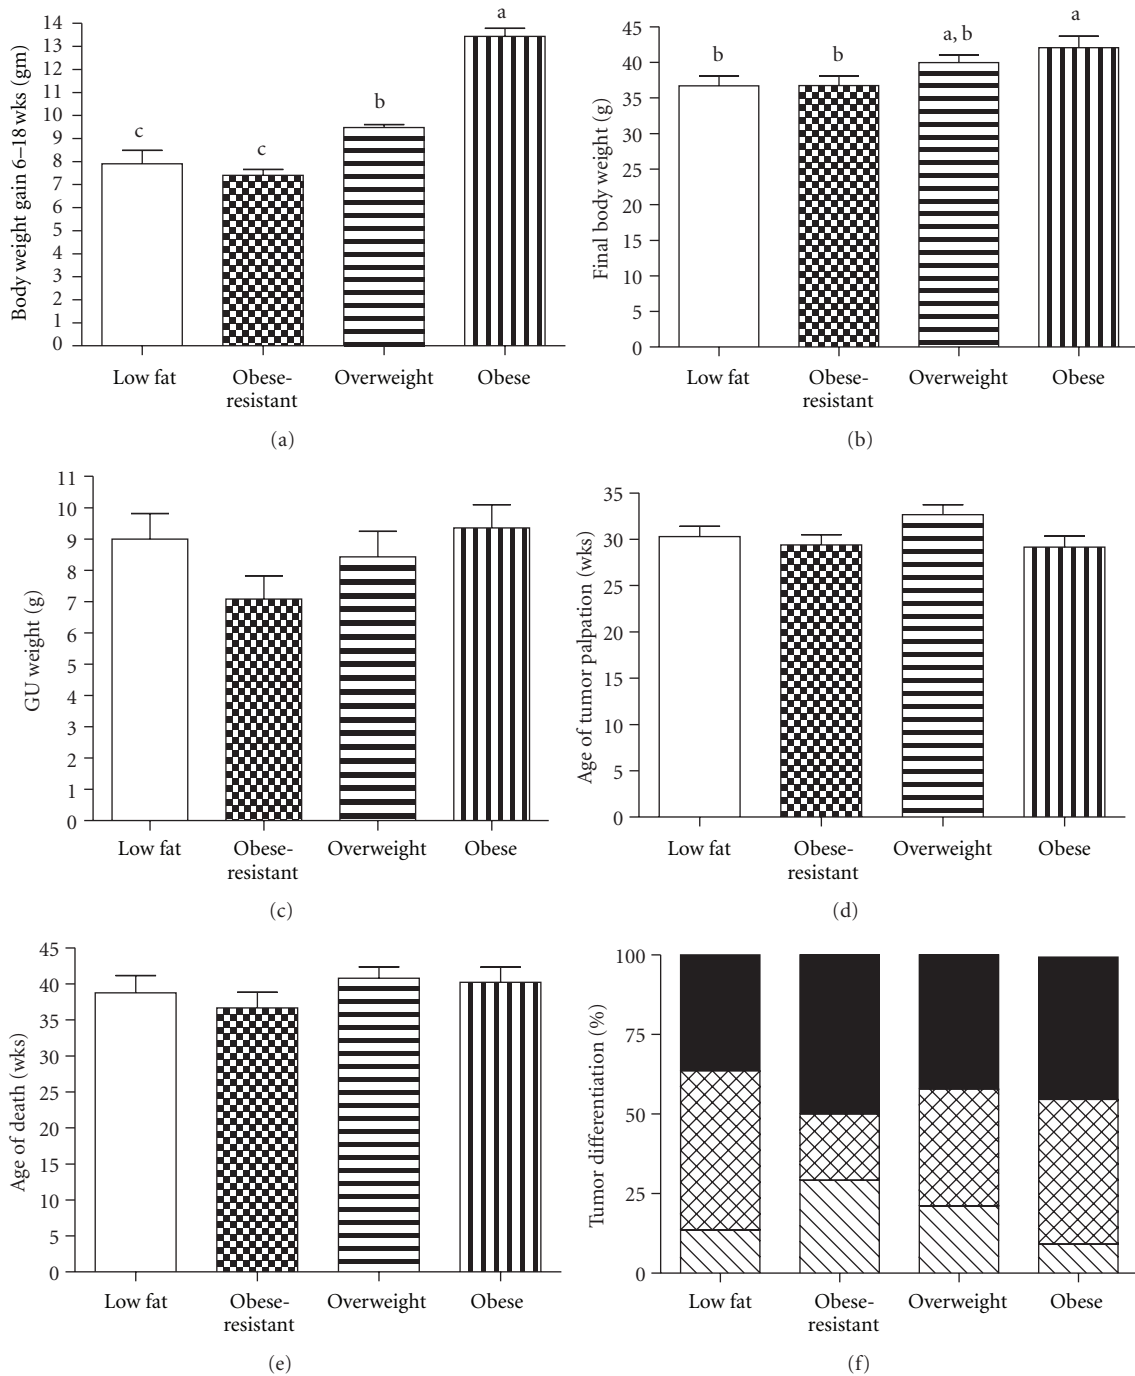 Body weight gain 6–18 wks (gm)
14
13
12
11
10
9
8
7
6
5
4
3
2
1
0
c
c
b
a
Low fat
Obese-
resistant
Overweight
Obese
(a)
Final body weight (g)
45
40
35
30
25
20
15
10
5
0
b
b
a, b
a
Low fat
Obese-
resistant
Overweight
Obese
(b)
GU weight (g)
11
10
9
8
7
6
5
4
3
2
1
0
Low fat
Obese-
resistant
Overweight
Obese
(c)
Age of tumor palpation (wks)
35
30
25
20
15
10
5
0
Low fat
Obese-
resistant
Overweight
Obese
(d)
Age of death (wks)
45
40
35
30
25
20
15
10
5
0
Low fat
Obese-
resistant
Overweight
Obese
(e)
Tumor differentiation (%)
100
75
50
25
0
Low fat
Obese-
resistant
Overweight
Obese
(f)